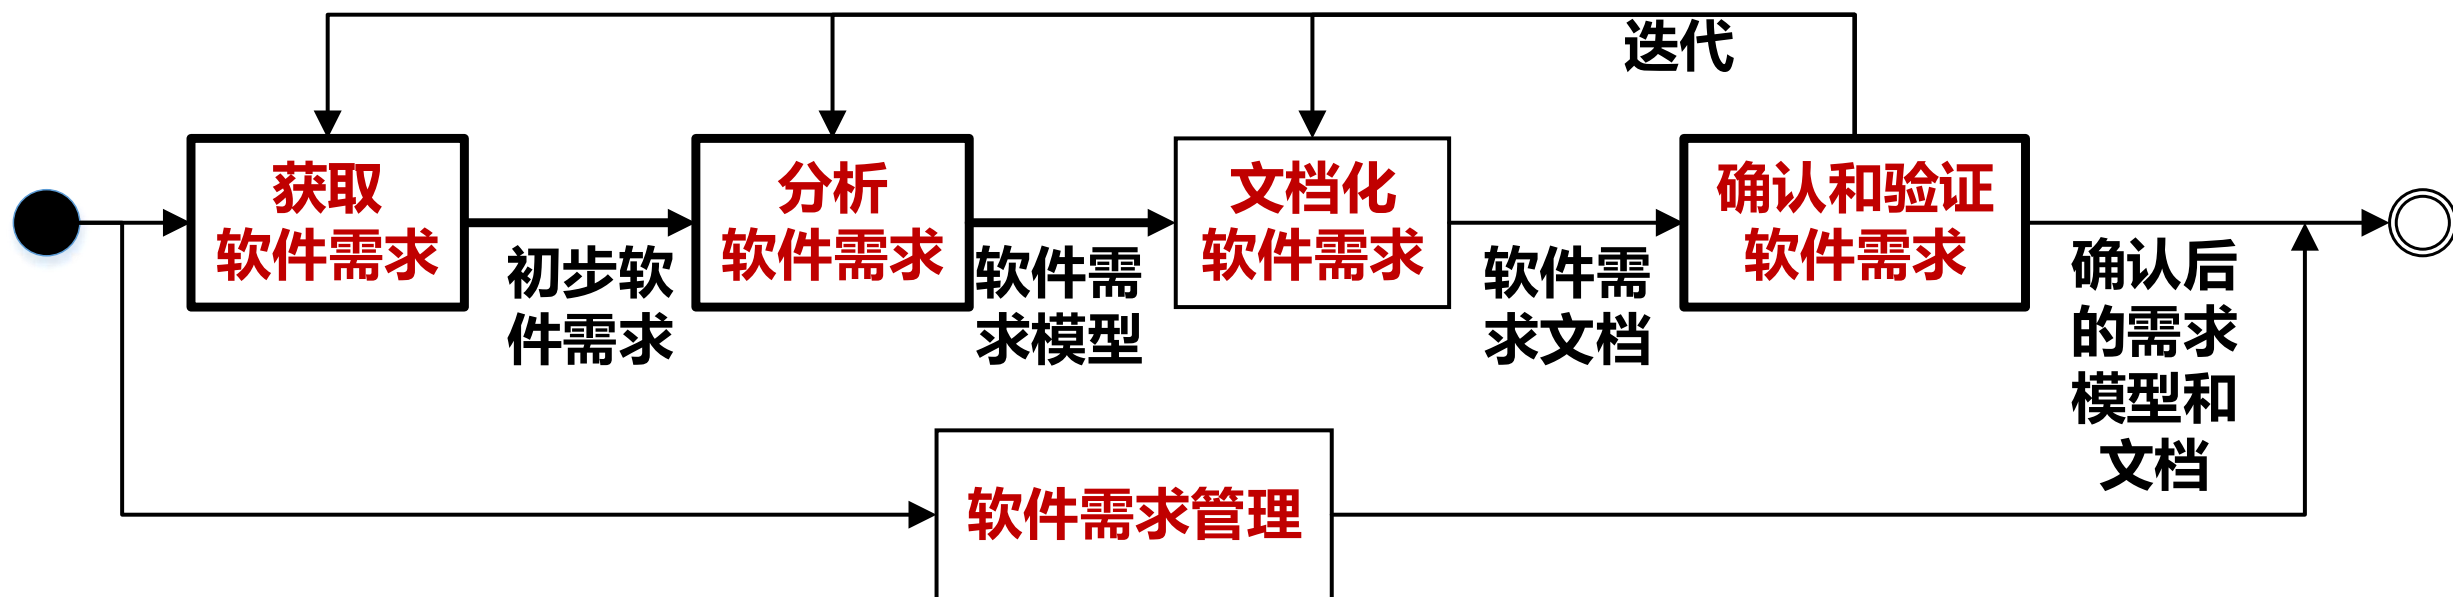 迭代
获取
软件需求
分析
软件需求
文档化
软件需求
确认和验证
软件需求
初步软
件需求
软件需
求模型
软件需
求文档
确认后
的需求
模型和
文档
软件需求管理